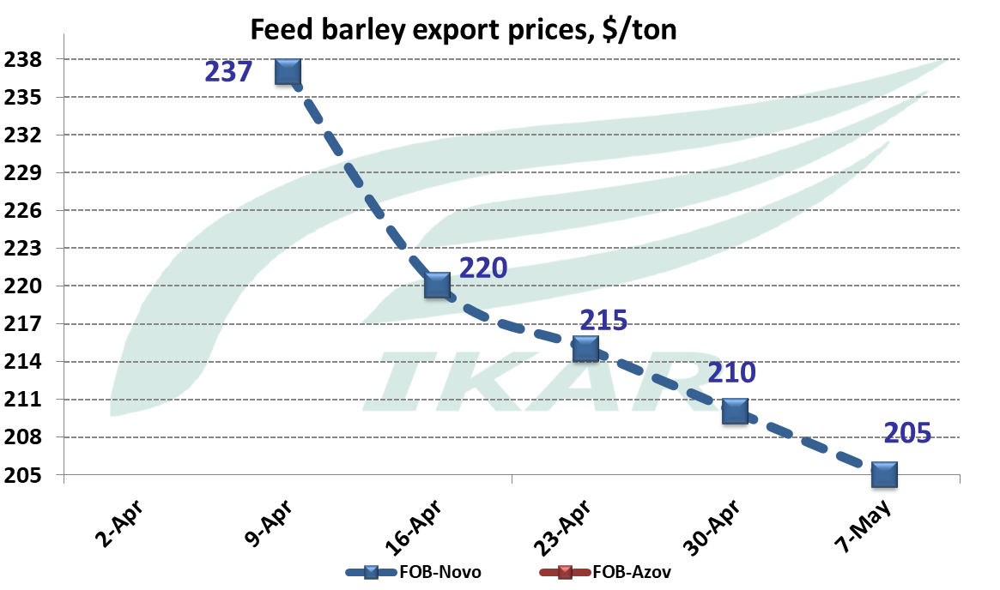 Feed barley export prices, $/ton
238
235
232
229
226
223
220
217
214
211
208
205
237
220
215
210
205
IKAR
2-Apr
9-Apr
16-Apr
23-Apr
30-Apr
7-May
FOB-Novo
FOB-Azov